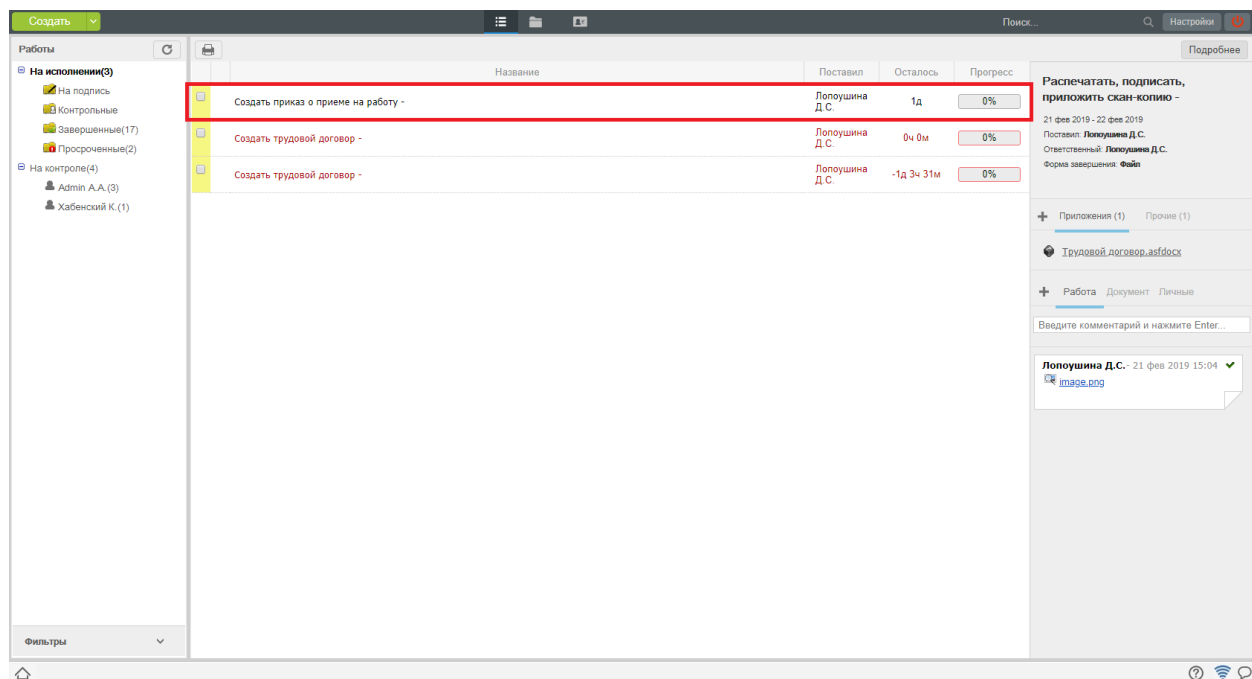 Создать
Поиск...
Настройки
Работы
Подробнее
На исполнении(3)
На подпись
Контрольные
Завершенные(17)
Просроченные(2)
На контроле(4)
Admin A.A.(3)
Хабенский К.(1)
Фильтры
Название Поставил Осталось Прогресс
Создать приказ о приеме на работу - Лопоушина Д.С. 1д 0%
Создать трудовой договор - Лопоушина Д.С. 0ч 0м 0%
Создать трудовой договор - Лопоушина Д.С. -1д 3ч 31м 0%
Распечатать, подписать,
приложить скан-копию -
21 фев 2019 - 22 фев 2019
Поставил: Лопоушина Д.С.
Ответственный: Лопоушина Д.С.
Форма завершения: Файл
Приложения (1) Прочие (1)
Трудовой договор.asfdocx
Работа Документ Личные
Введите комментарий и нажмите Enter...
Лопоушина Д.С.- 21 фев 2019 15:04
image.png